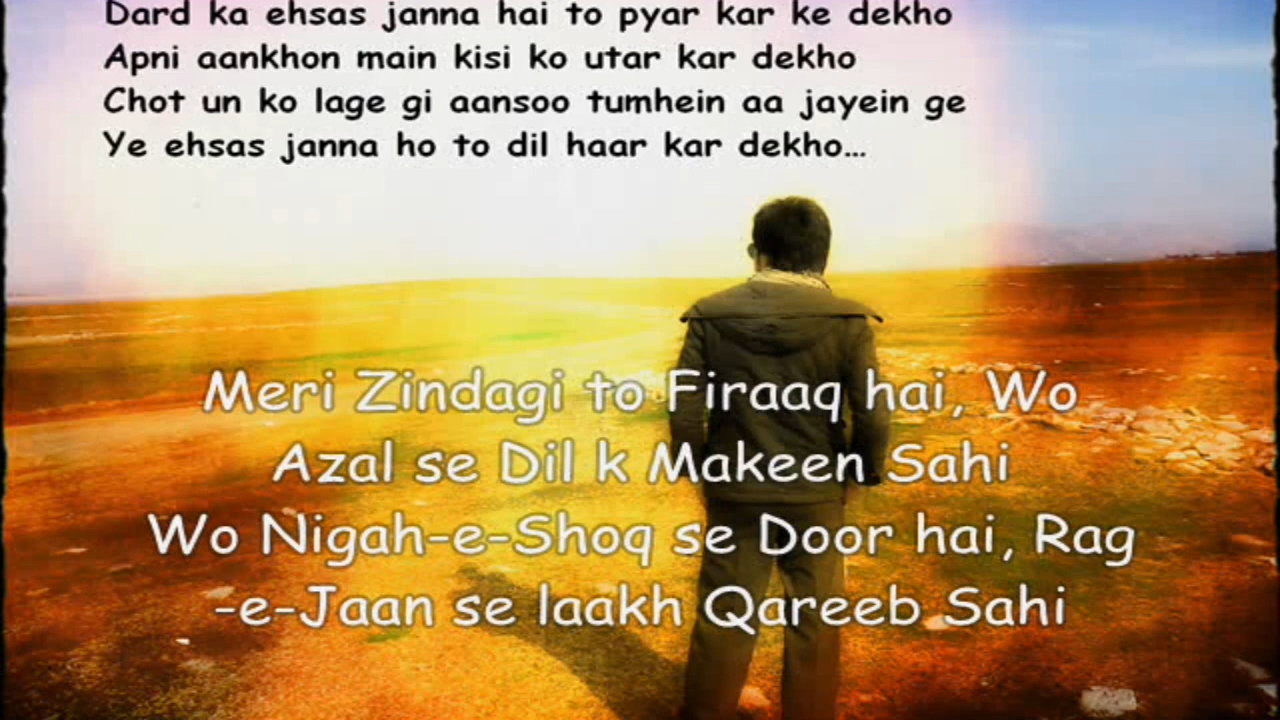 Dard ka ehsas janna hai to pyar kar ke dekho
Apni aankhon main kisi ko utar kar dekho
Chot un ko lage gi aansoo tumhein aa jayein ge
Ye ehsas janna ho to dil haar kar dekho...
Meri Zindagi to Firaaq hai, Wo
Azal se Dil k Makeen Sahi
Wo Nigah-e-Shoq se Door hai, Rag
-e-Jaan se laakh Qareeb Sahi